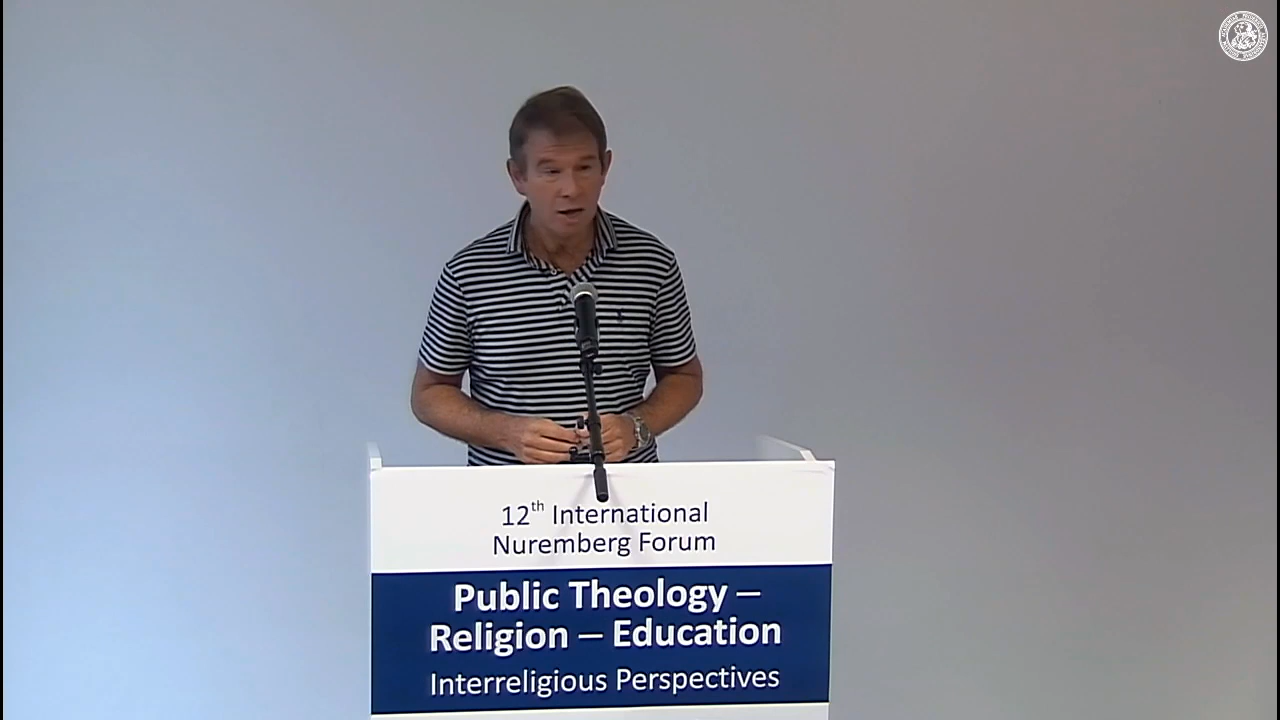 12th International
Nuremberg Forum
Public Theology –
Religion – Education
Interreligious Perspectives